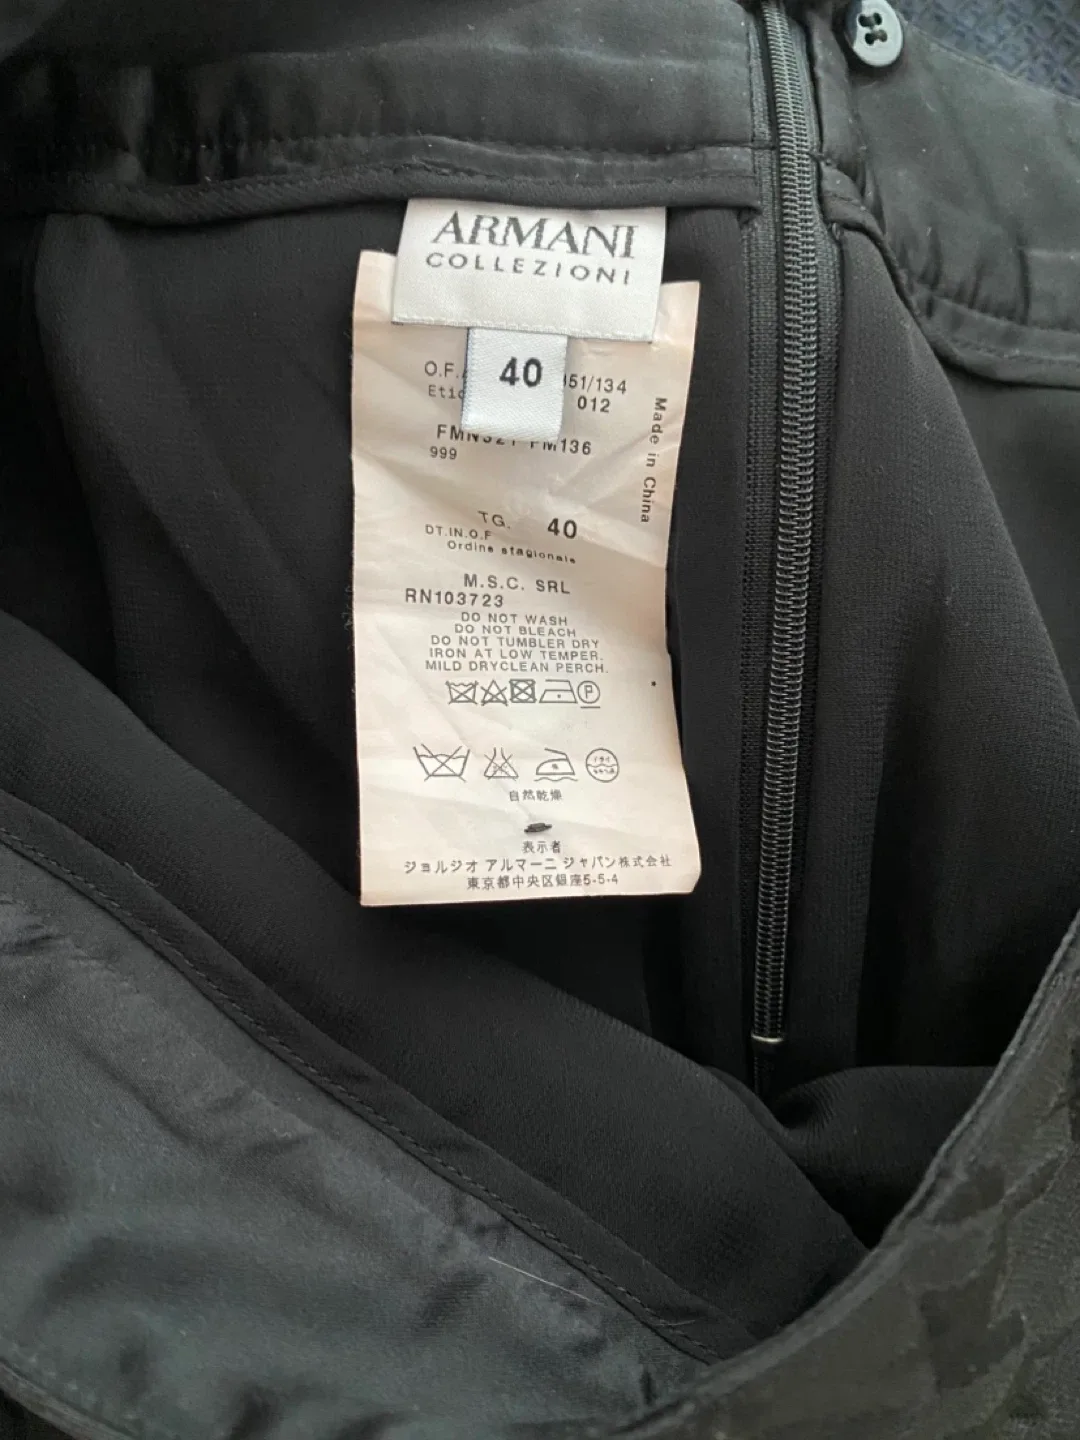 ARMANI
COLLEZIONI
40
O.F. 51/134
012
PM136
999
Made in China
TG. 40
DT.IN.O.F
Ordine stagionale
M.S.C. SRL
RN103723
DO NOT WASH
DO NOT BLEACH
DO NOT TUMBLER DRY
IRON AT LOW TEMPER.
MILD DRYCLEAN PERCH.
P
自然乾燥
表示者
ジョルジオ アルマーニ ジャパン株式会社
東京都中央区銀座5-5-4